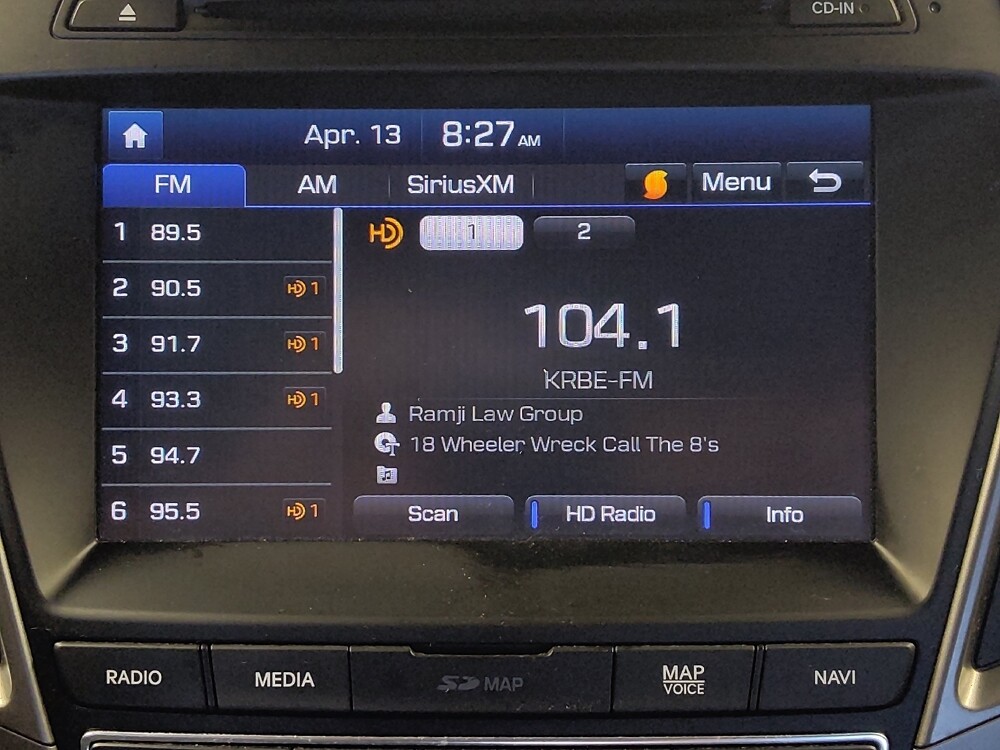 CD-IN
Apr. 13 8:27 AM
FM AM SiriusXM Menu
1 89.5
2 90.5 HD 1
3 91.7 HD 1
4 93.3 HD 1
5 94.7
6 95.5 HD 1
HD 1 2
104.1
KRBE-FM
Ramji Law Group
18 Wheeler Wreck Call The 8's
Scan HD Radio Info
RADIO MEDIA SD MAP MAP VOICE NAVI